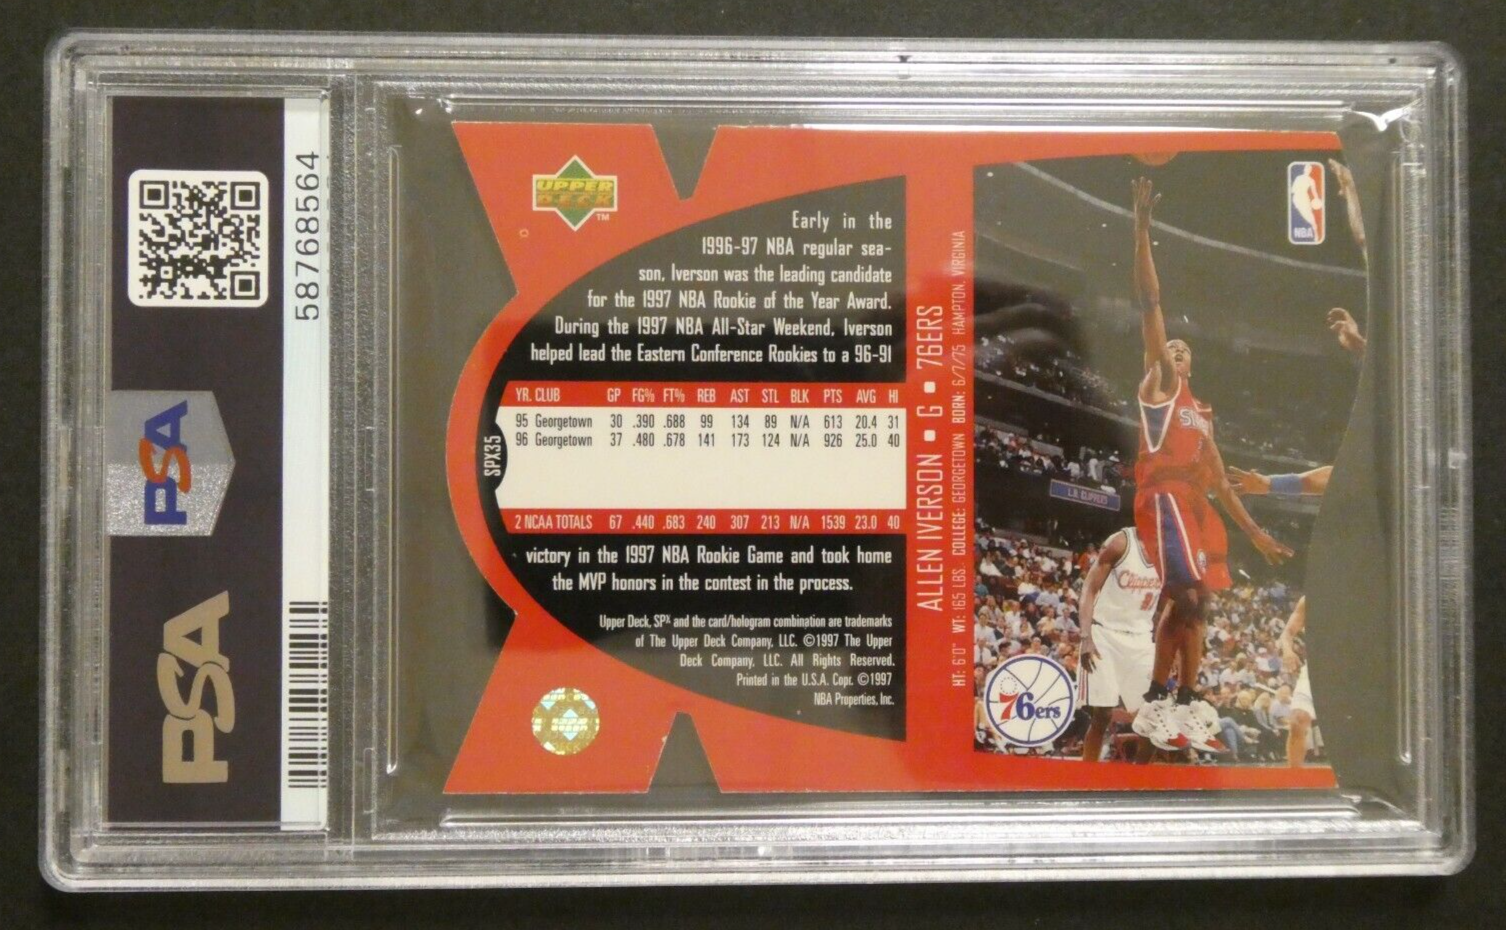 58768564
PSA
PSA
UPPER
DECK
TM
Early in the
1996-97 NBA regular sea-
son, Iverson was the leading candidate
for the 1997 NBA Rookie of the Year Award.
During the 1997 NBA All-Star Weekend, Iverson
helped lead the Eastern Conference Rookies to a 96-91
YR. CLUB GP FG% FT% REB AST STL BLK PTS AVG HI
95 Georgetown 30 .390 .688 99 134 89 N/A 613 20.4 31
96 Georgetown 37 .480 .678 141 173 124 N/A 926 25.0 40
2 NCAA TOTALS 67 .440 .683 240 307 213 N/A 1539 23.0 40
SPX35
victory in the 1997 NBA Rookie Game and took home
the MVP honors in the contest in the process.
Upper Deck, SPx and the card/hologram combination are trademarks
of The Upper Deck Company, LLC. ©1997 The Upper
Deck Company, LLC. All Rights Reserved.
Printed in the U.S.A. Copr. ©1997
NBA Properties, Inc.
ALLEN IVERSON ▪ G ▪ 76ERS
HT: 6'0" WT: 165 LBS. COLLEGE: GEORGETOWN BORN: 6/7/75 HAMPTON, VIRGINIA
NBA
L.A. CLIPPERS
Clippers
76ers